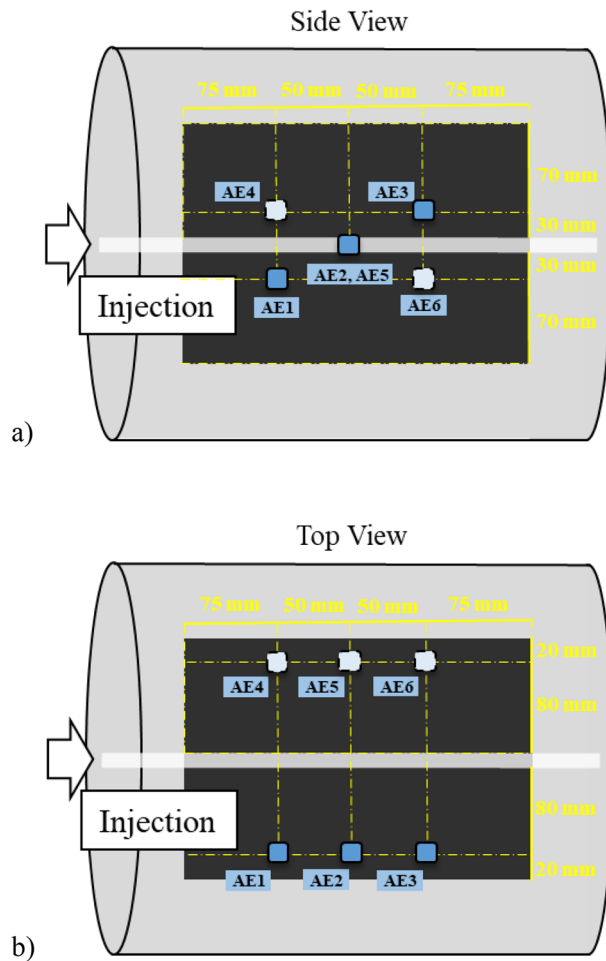 Side View
75 mm 50 mm 50 mm 75 mm
70 mm
AE4 AE3
30 mm
30 mm
Injection
AE2, AE5
AE1 AE6
70 mm
a)
Top View
75 mm 50 mm 50 mm 75 mm
20 mm
AE4 AE5 AE6
80 mm
80 mm
Injection
AE1 AE2 AE3
20 mm
b)